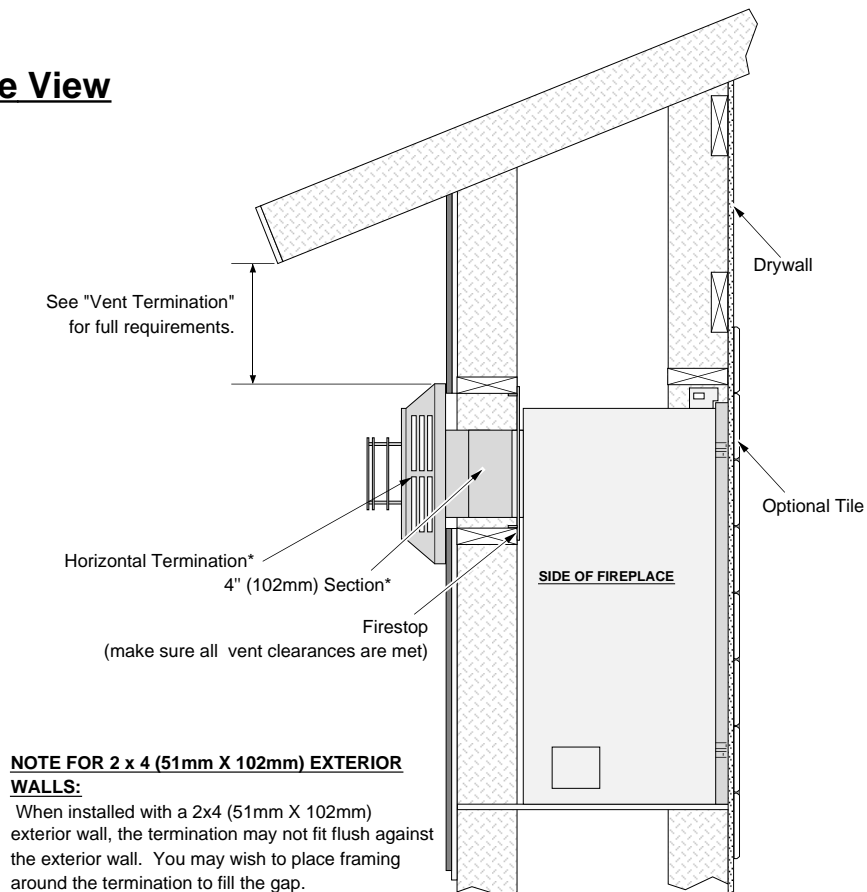 View
See "Vent Termination"
for full requirements.
Drywall
Optional Tile
Horizontal Termination*
4" (102mm) Section*
SIDE OF FIREPLACE
Firestop
(make sure all vent clearances are met)
NOTE FOR 2 x 4 (51mm X 102mm) EXTERIOR
WALLS:
When installed with a 2x4 (51mm X 102mm)
exterior wall, the termination may not fit flush against
the exterior wall. You may wish to place framing
around the termination to fill the gap.